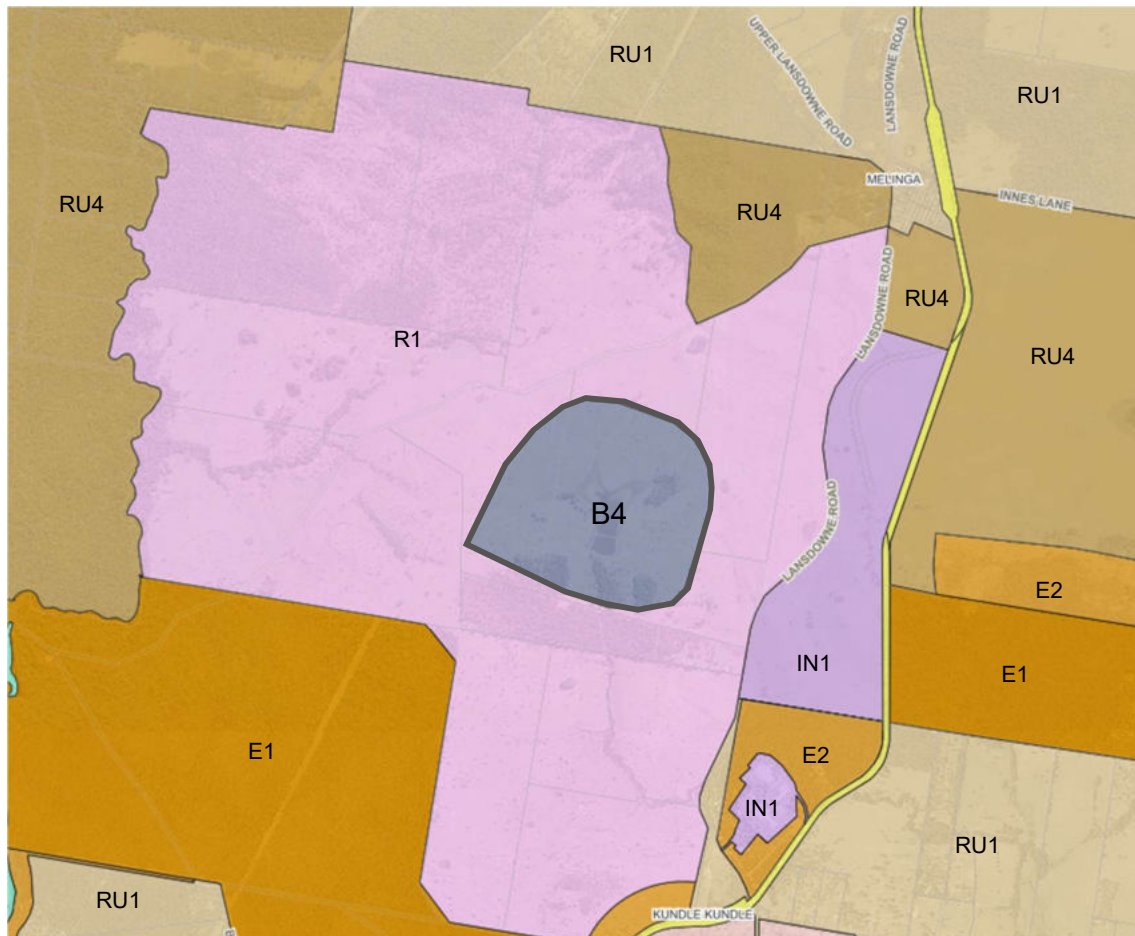 RU1
UPPER LANSDOWNE ROAD
LANSDOWNE ROAD
RU1
MELINGA
RU4
INNES LANE
RU4
LANSDOWNE ROAD
RU4
R1
RU4
B4
LANSDOWNE ROAD
E2
IN1
E1
E1
E2
IN1
RU1
RU1
KUNDLE KUNDLE